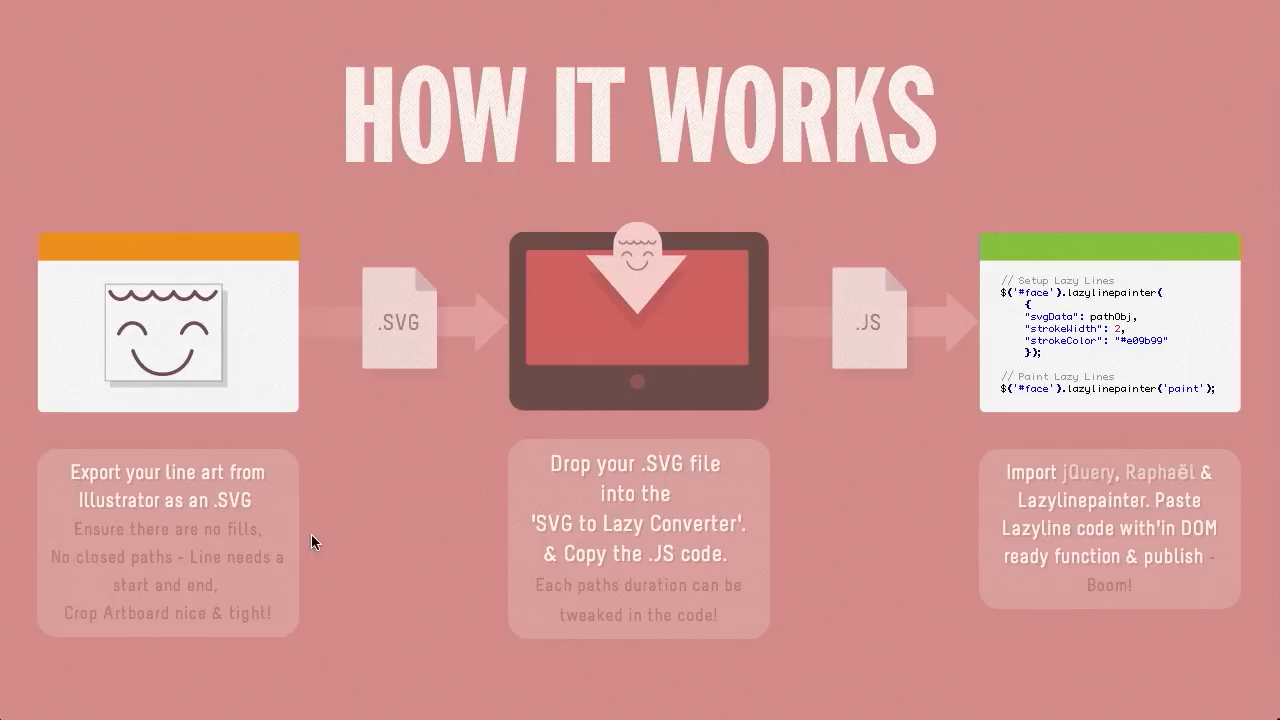 HOW IT WORKS
.SVG
.JS
// Setup Lazy Lines
$('#face').lazylinepainter(
{
"svgData": pathObj,
"strokeWidth": 2,
"strokeColor": "#e09b99"
});
// Paint Lazy Lines
$('#face').lazylinepainter('paint');
Export your line art from
Illustrator as an .SVG
Ensure there are no fills,
No closed paths - Line needs a
start and end,
Crop Artboard nice & tight!
Drop your .SVG file
into the
'SVG to Lazy Converter'.
& Copy the .JS code.
Each paths duration can be
tweaked in the code!
Import jQuery, Raphaël &
Lazylinepainter. Paste
Lazyline code with'in DOM
ready function & publish -
Boom!